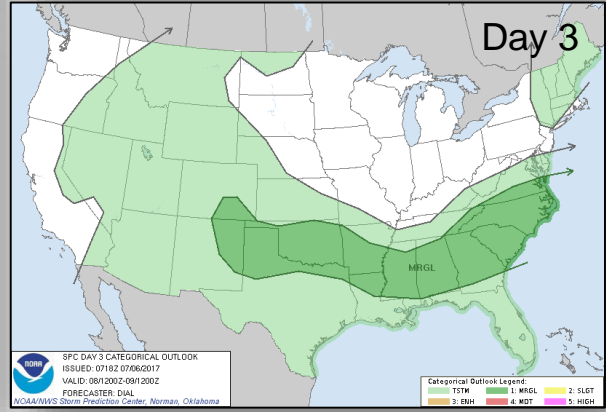 Day 3
MRGL
NOAA
SPC DAY 3 CATEGORICAL OUTLOOK
ISSUED: 0718Z 07/06/2017
VALID: 08/1200Z-09/1200Z
FORECASTER: DIAL
NOAA/NWS Storm Prediction Center, Norman, Oklahoma
Categorical Outlook Legend:
TSTM 1: MRGL 2: SLGT
3: ENH 4: MDT 5: HIGH